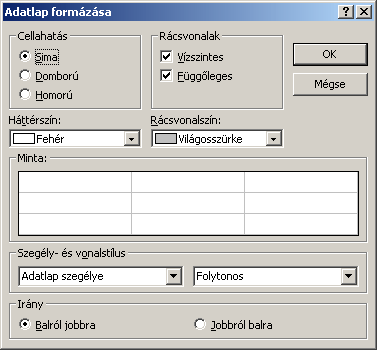 Adatlap formázása
Cellahatás
Sima
Domború
Homorú
Rácsvonalak
Vízszintes
Függőleges
OK
Mégse
Háttérszín:
Fehér
Rácsvonalszín:
Világosszürke
Minta:
Szegély- és vonalstílus
Adatlap szegélye
Folytonos
Irány
Balról jobbra
Jobbról balra